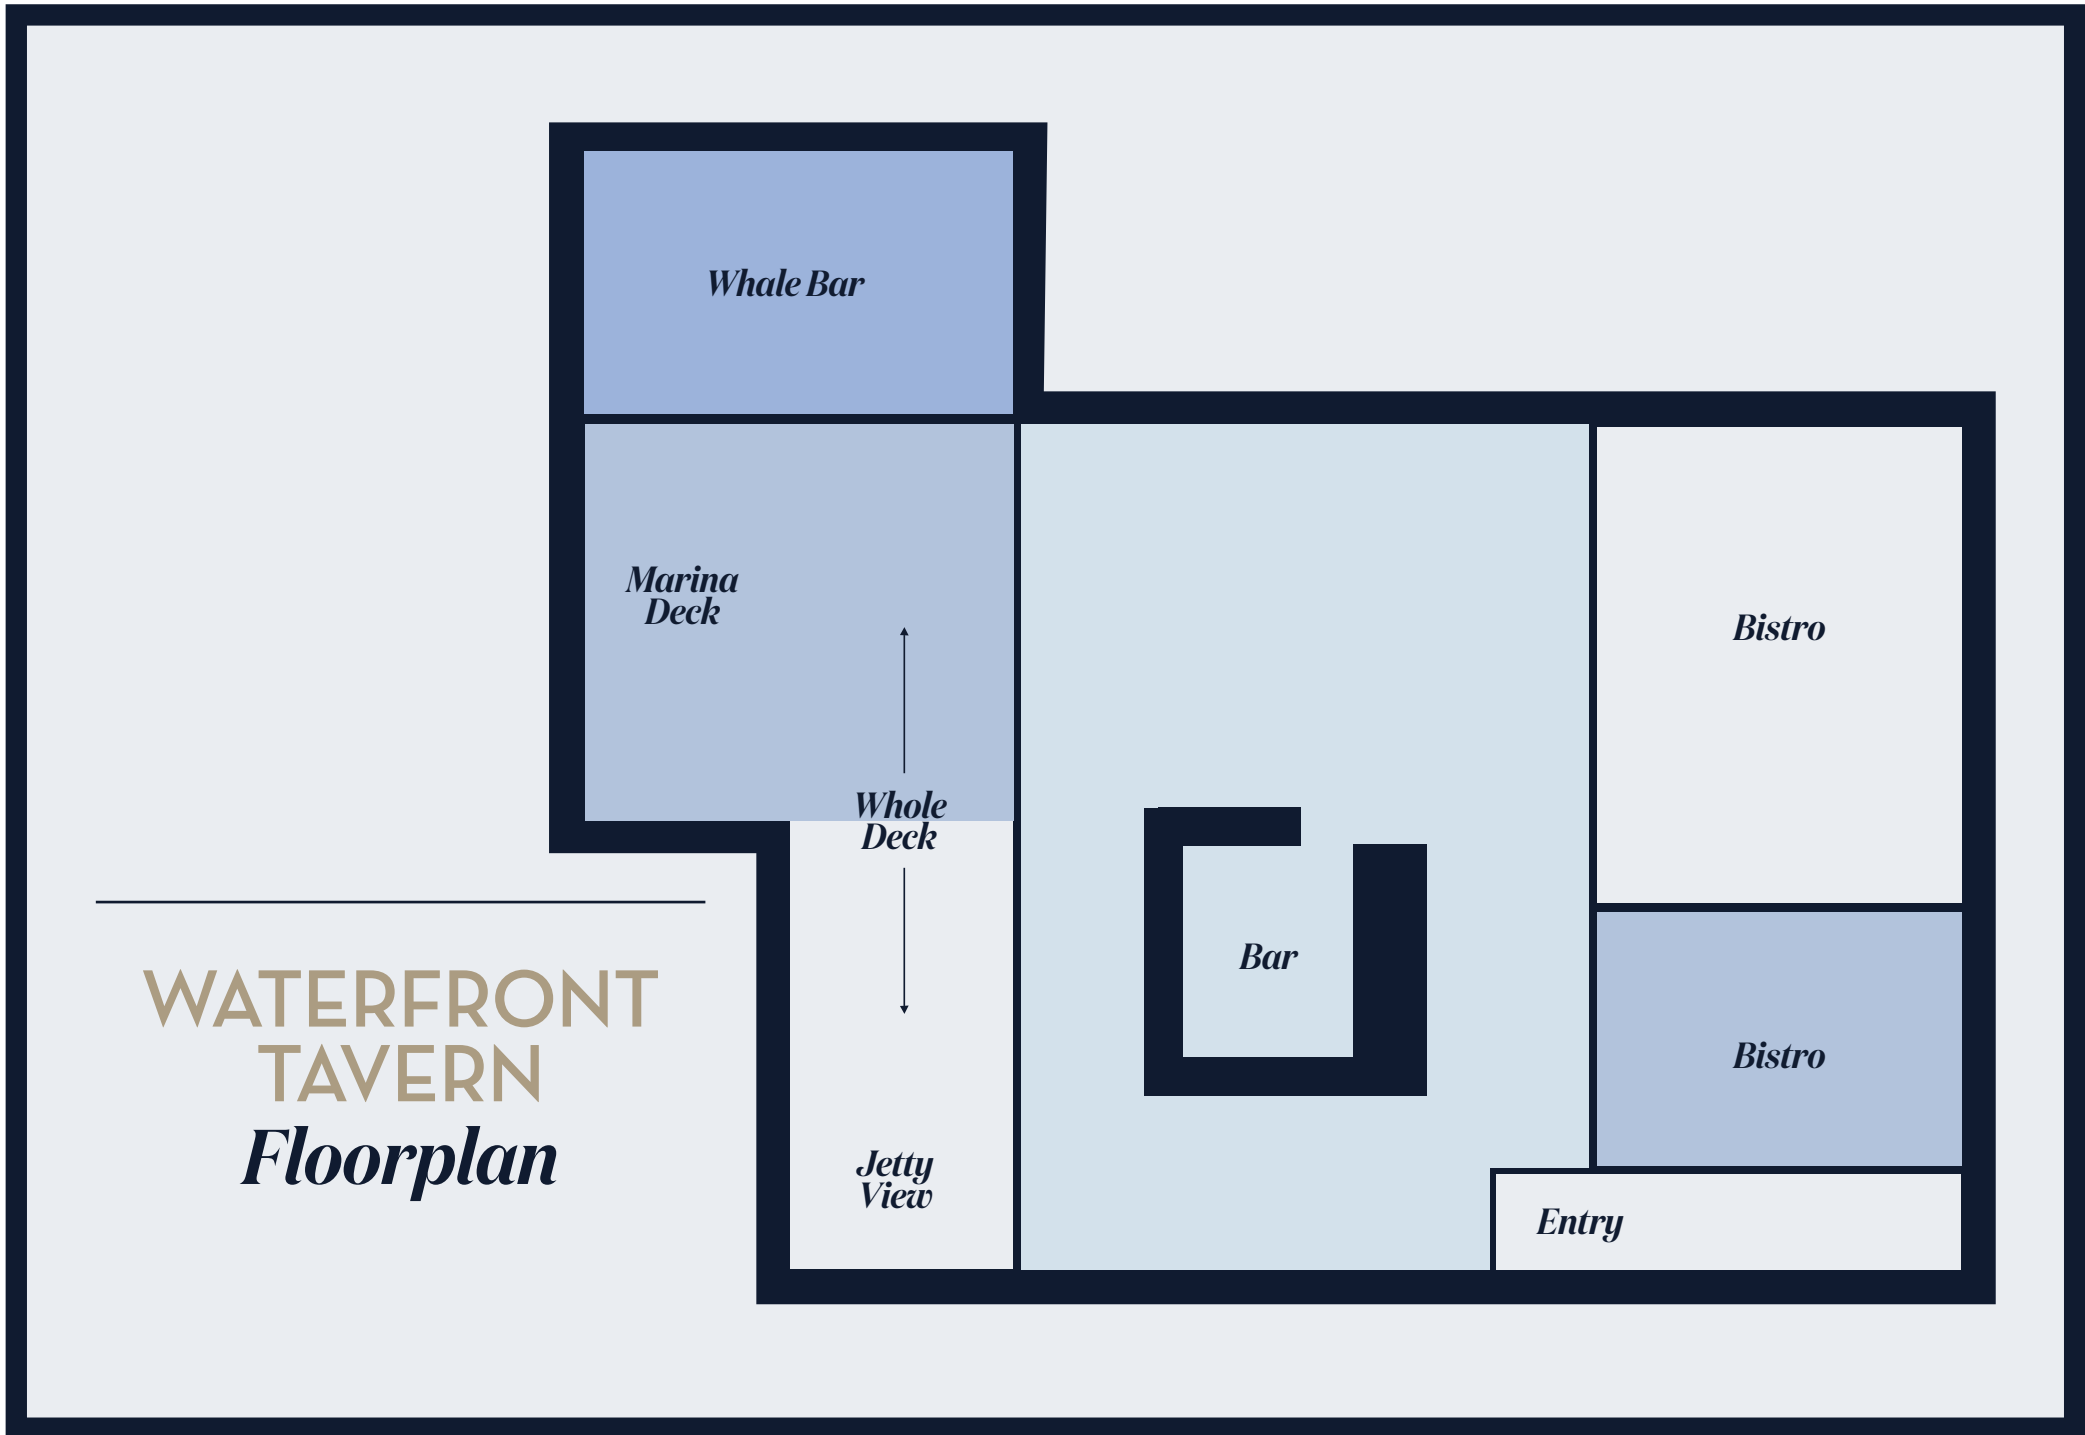 Whale Bar
Marina
Deck
Bistro
Whole
Deck
Bar
WATERFRONT
TAVERN
Floorplan
Bistro
Jetty
View
Entry